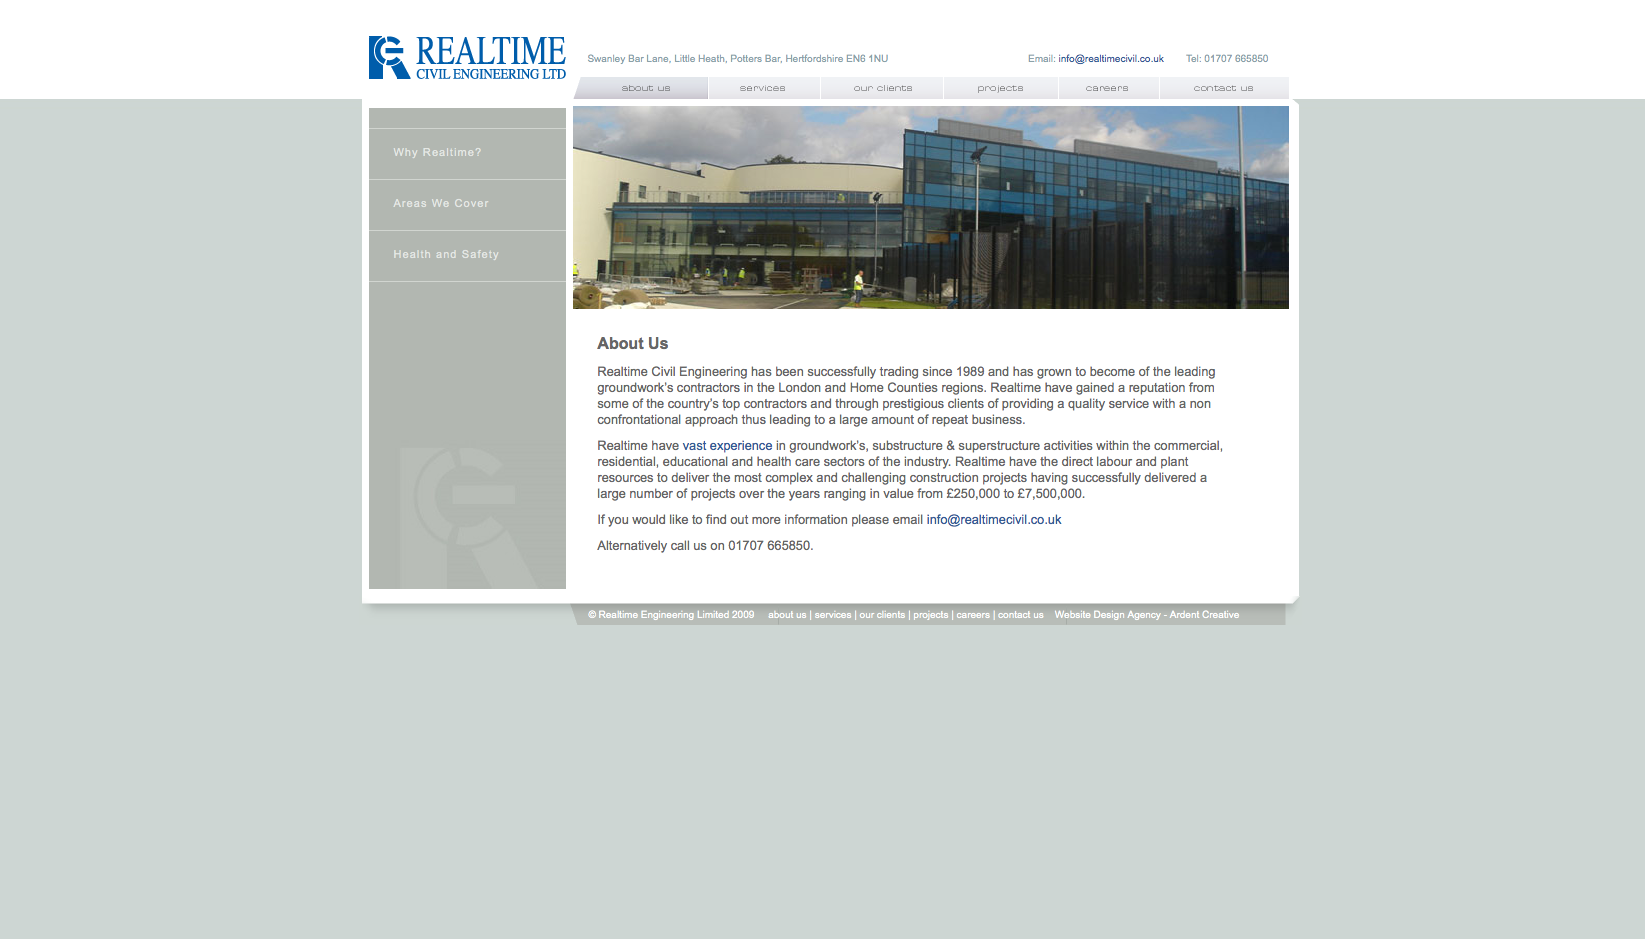 REALTIME
CIVIL ENGINEERING LTD
Swanley Bar Lane, Little Heath, Potters Bar, Hertfordshire EN6 1NU
Email: info@realtimecivil.co.uk
Tel: 01707 665850
about us
services
our clients
projects
careers
contact us
Why Realtime?
Areas We Cover
Health and Safety
About Us
Realtime Civil Engineering has been successfully trading since 1989 and has grown to become of the leading
groundwork's contractors in the London and Home Counties regions. Realtime have gained a reputation from
some of the country's top contractors and through prestigious clients of providing a quality service with a non
confrontational approach thus leading to a large amount of repeat business.
Realtime have vast experience in groundwork's, substructure & superstructure activities within the commercial,
residential, educational and health care sectors of the industry. Realtime have the direct labour and plant
resources to deliver the most complex and challenging construction projects having successfully delivered a
large number of projects over the years ranging in value from £250,000 to £7,500,000.
If you would like to find out more information please email info@realtimecivil.co.uk
Alternatively call us on 01707 665850.
© Realtime Engineering Limited 2009 about us | services | our clients | projects | careers | contact us Website Design Agency - Ardent Creative